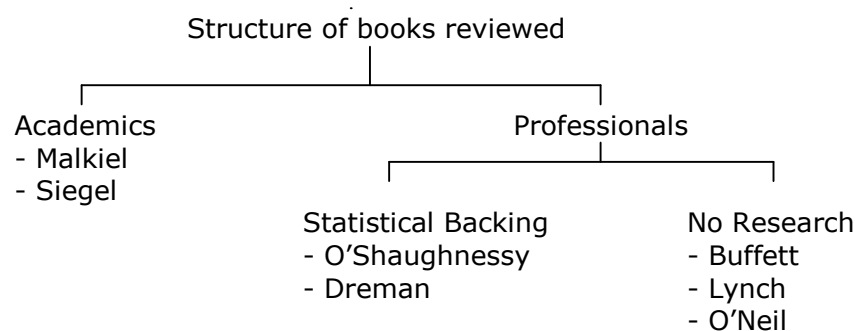 Structure of books reviewed
Academics
- Malkiel
- Siegel
Professionals
Statistical Backing
- O’Shaughnessy
- Dreman
No Research
- Buffett
- Lynch
- O’Neil